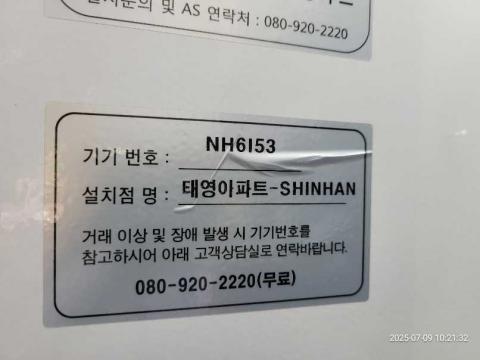 및 AS 연락처 : 080-920-2220
기기 번호 : NH6I53
설치점 명 : 태영아파트-SHINHAN
거래 이상 및 장애 발생 시 기기번호를
참고하시어 아래 고객상담실로 연락바랍니다.
080-920-2220(무료)
2025-07-09 10:21:32